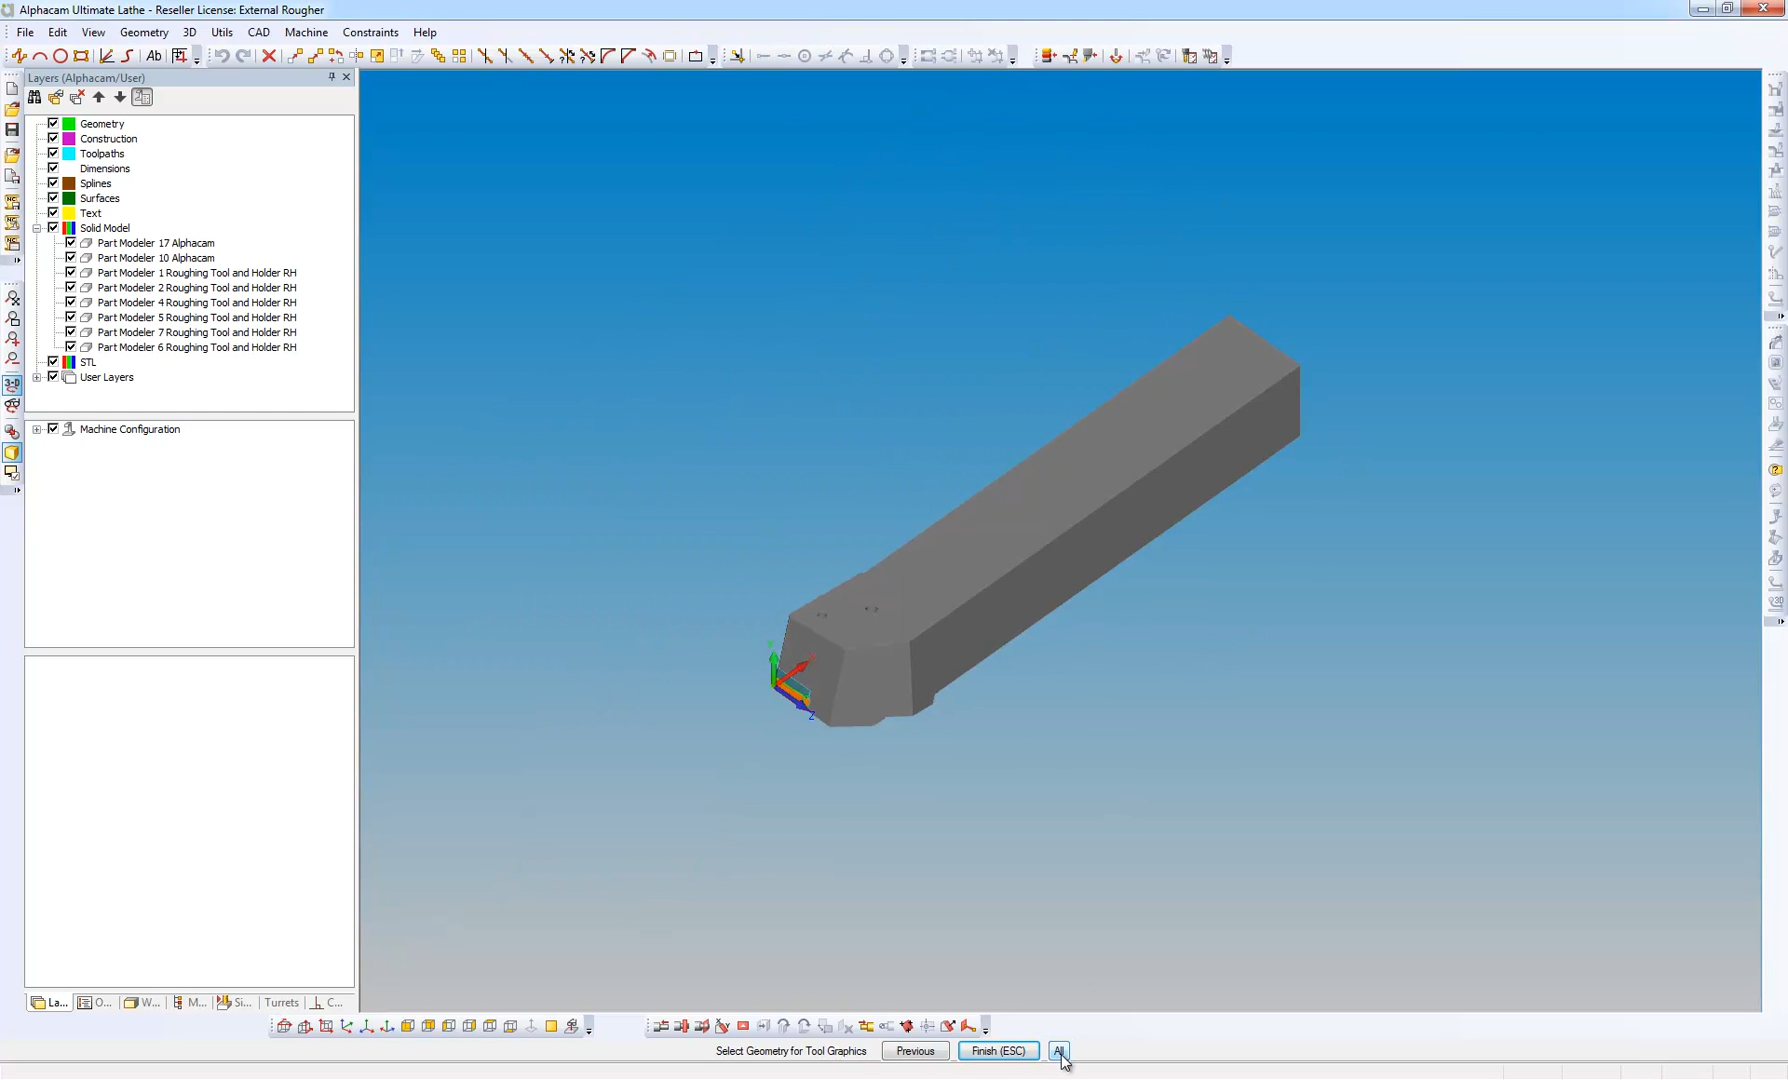 Alphacam Ultimate Lathe - Reseller License: External Rougher
File Edit View Geometry 3D Utils CAD Machine Constraints Help
Ab
Layers (Alphacam/User)
Geometry
Construction
Toolpaths
Dimensions
Splines
Surfaces
Text
Solid Model
Part Modeler 17 Alphacam
Part Modeler 10 Alphacam
Part Modeler 1 Roughing Tool and Holder RH
Part Modeler 2 Roughing Tool and Holder RH
Part Modeler 4 Roughing Tool and Holder RH
Part Modeler 5 Roughing Tool and Holder RH
Part Modeler 7 Roughing Tool and Holder RH
Part Modeler 6 Roughing Tool and Holder RH
STL
User Layers
Machine Configuration
Z
La... O... W... M... Si... Turrets C...
Select Geometry for Tool Graphics Previous Finish (ESC) All